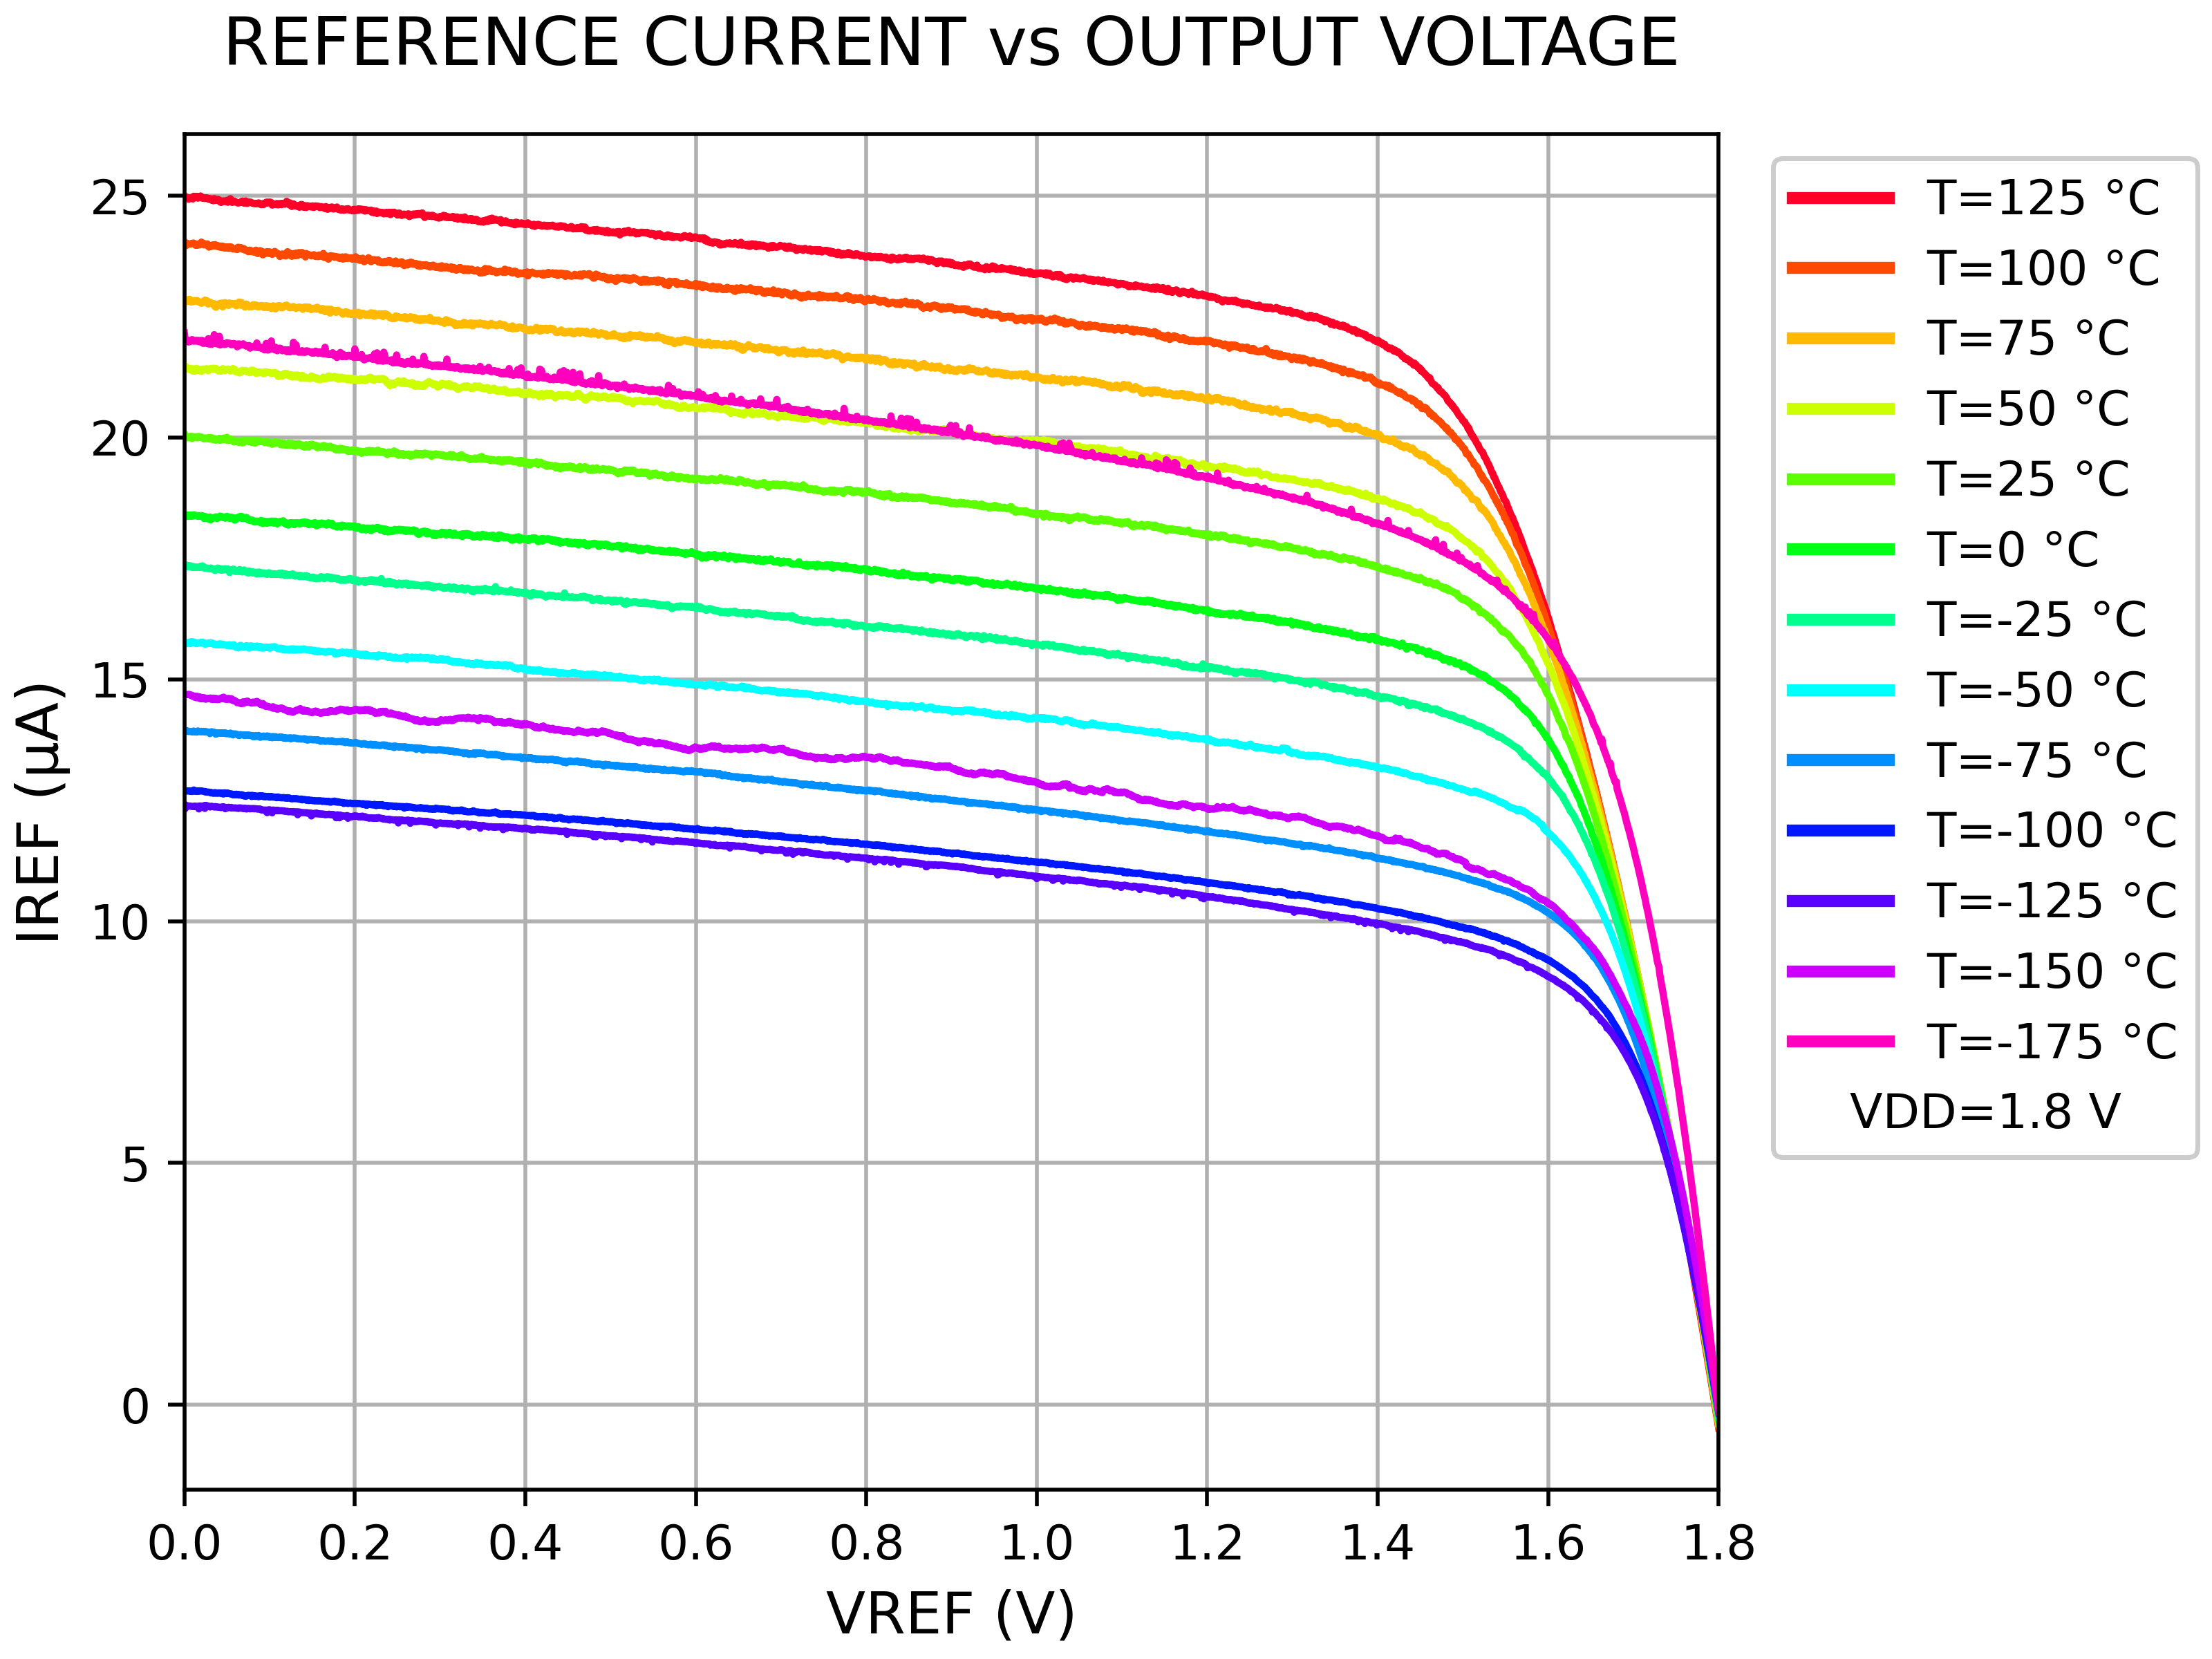 REFERENCE CURRENT vs OUTPUT VOLTAGE
IREF (µA)
25
20
15
10
5
0
0.0 0.2 0.4 0.6 0.8 1.0 1.2 1.4 1.6 1.8
VREF (V)
T=125 °C
T=100 °C
T=75 °C
T=50 °C
T=25 °C
T=0 °C
T=-25 °C
T=-50 °C
T=-75 °C
T=-100 °C
T=-125 °C
T=-150 °C
T=-175 °C
VDD=1.8 V